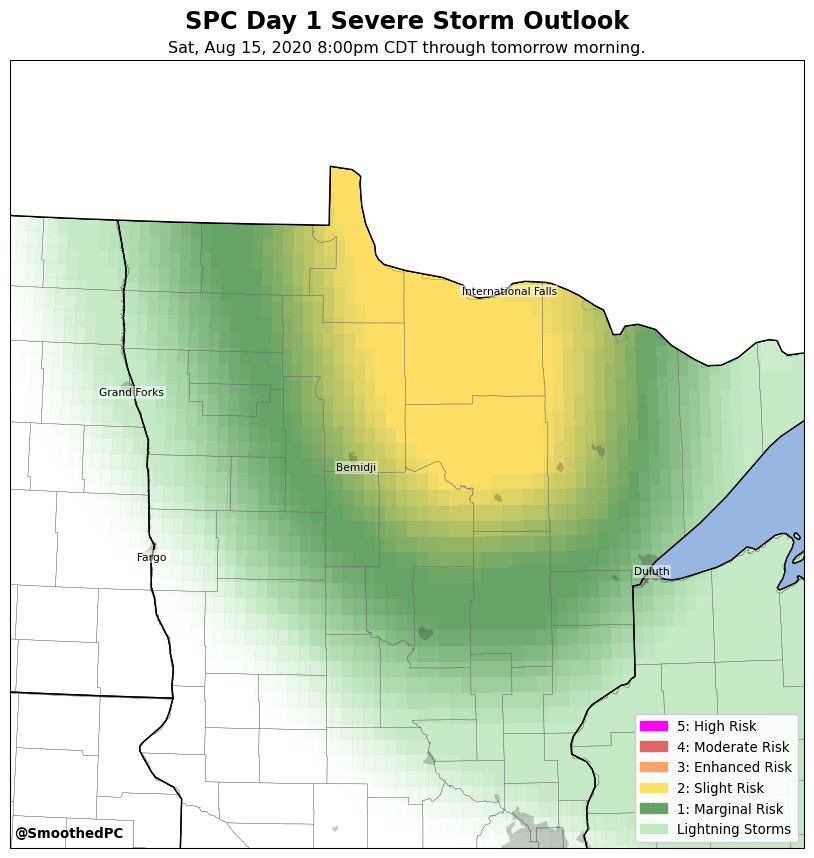 SPC Day 1 Severe Storm Outlook
Sat, Aug 15, 2020 8:00pm CDT through tomorrow morning.
International Falls
Grand Forks
Bemidji
Fargo
Duluth
5: High Risk
4: Moderate Risk
3: Enhanced Risk
2: Slight Risk
1: Marginal Risk
Lightning Storms
@SmoothedPC